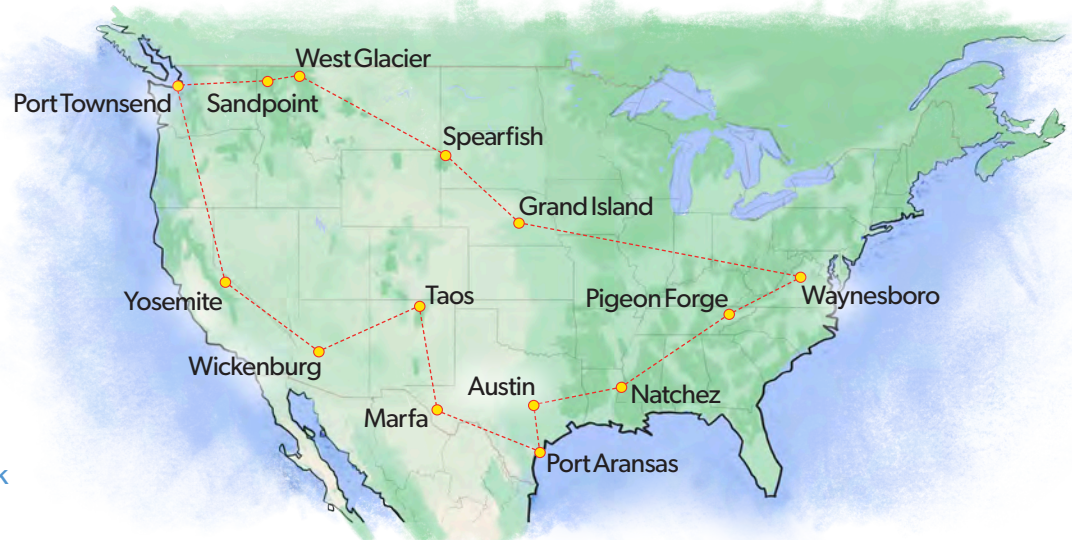 West Glacier
Port Townsend
Sandpoint
Spearfish
Grand Island
Yosemite
Taos
Pigeon Forge
Waynesboro
Wickenburg
Austin
Natchez
Marfa
Port Aransas
K